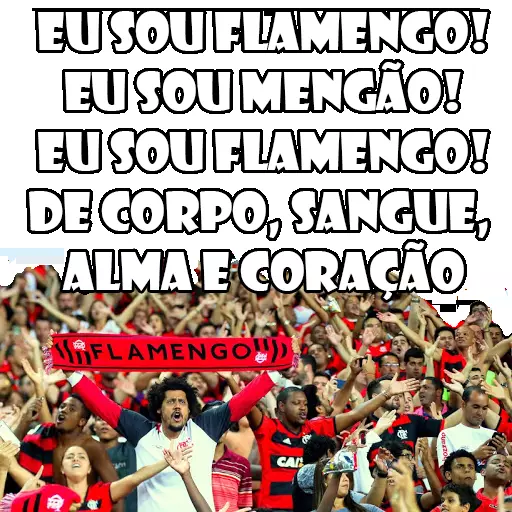 EU SOU FLAMENGO!
EU SOU MENGÃO!
EU SOU FLAMENGO!
DE CORPO, SANGUE,
ALMA E CORAÇÃO
FLAMENGO
CAIXA